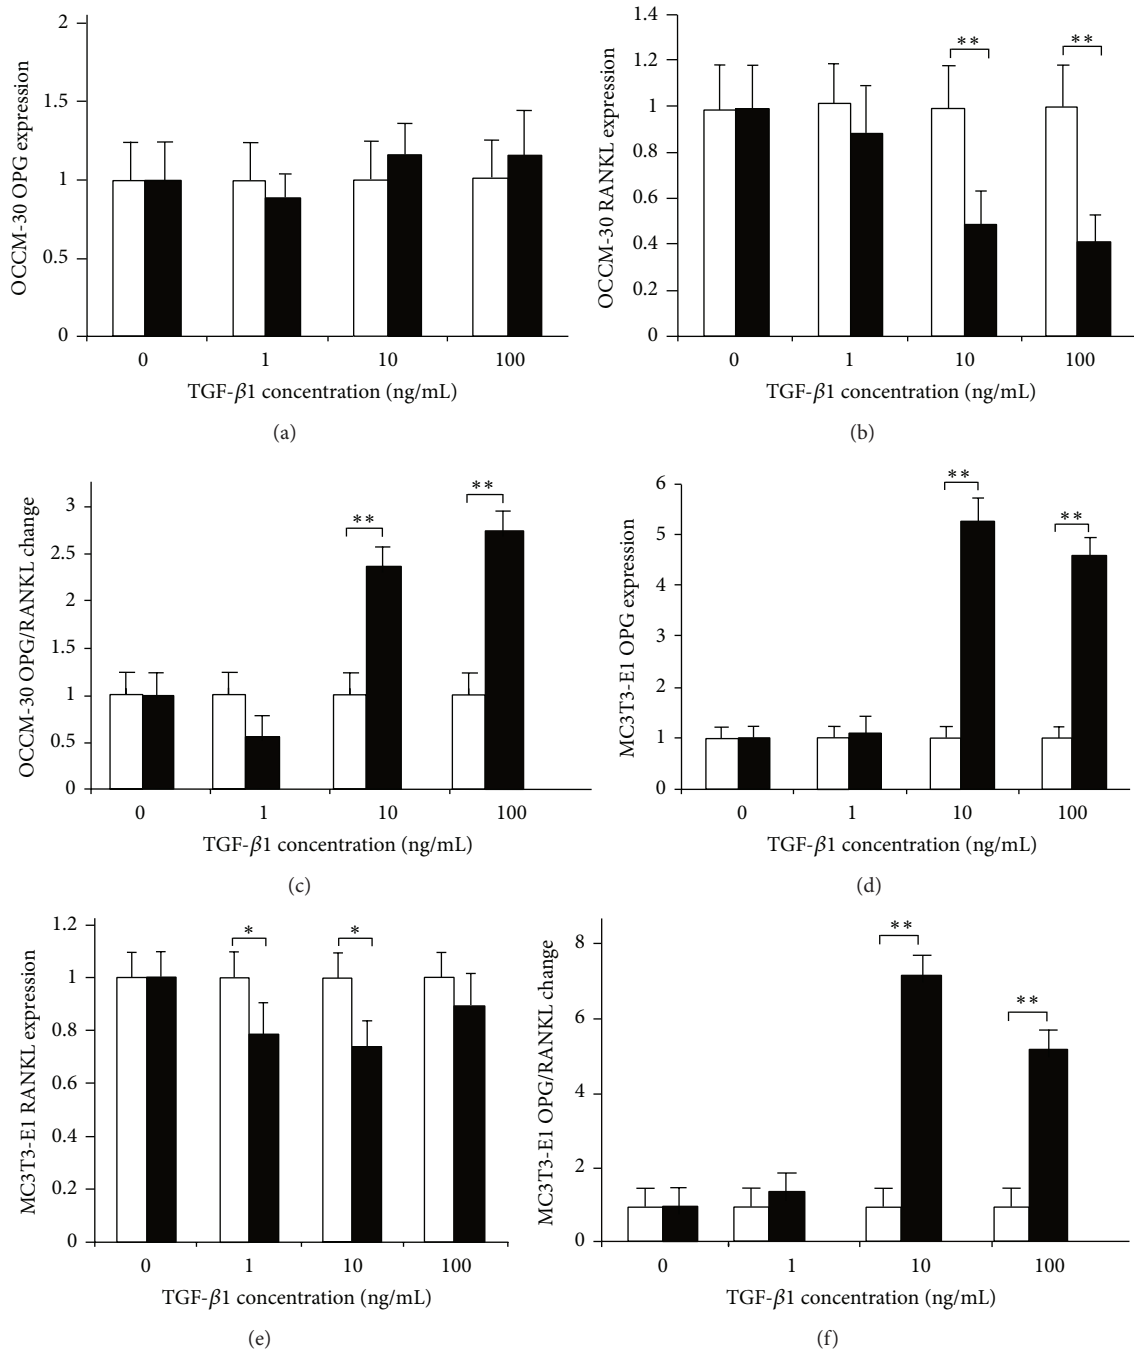 OCCM-30 OPG expression
2
1.5
1
0.5
0
0 1 10 100
TGF-β1 concentration (ng/mL)
(a)
OCCM-30 RANKL expression
1.4
1.2
1
0.8
0.6
0.4
0.2
0
** **
0 1 10 100
TGF-β1 concentration (ng/mL)
(b)
OCCM-30 OPG/RANKL change
3
2.5
2
1.5
1
0.5
0
** **
0 1 10 100
TGF-β1 concentration (ng/mL)
(c)
MC3T3-E1 OPG expression
6
5
4
3
2
1
0
** **
0 1 10 100
TGF-β1 concentration (ng/mL)
(d)
MC3T3-E1 RANKL expression
1.2
1
0.8
0.6
0.4
0.2
0
* *
0 1 10 100
TGF-β1 concentration (ng/mL)
(e)
MC3T3-E1 OPG/RANKL change
8
6
4
2
0
** **
0 1 10 100
TGF-β1 concentration (ng/mL)
(f)